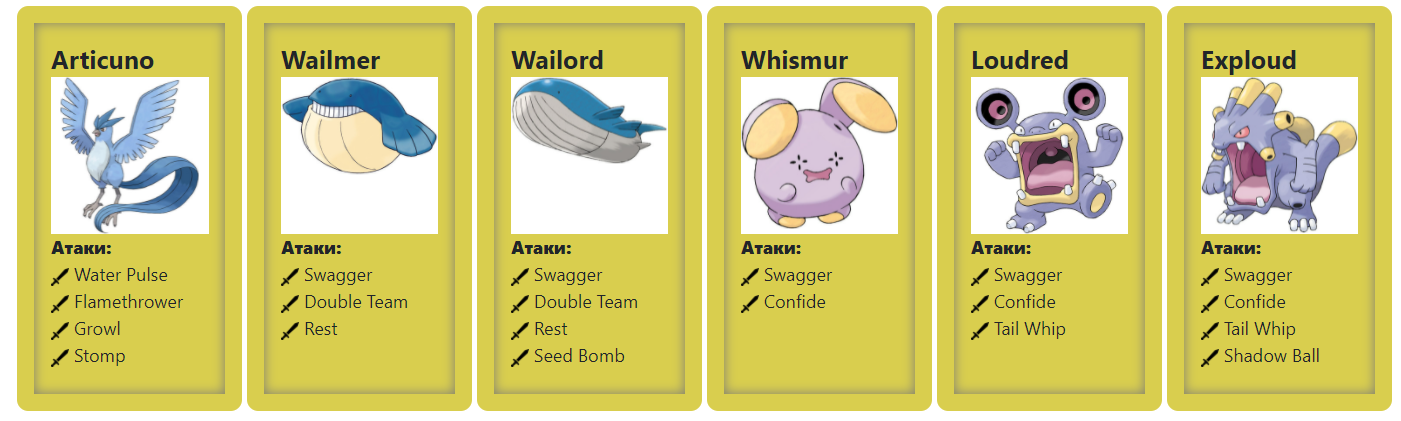 Articuno
Атаки:
Water Pulse
Flamethrower
Growl
Stomp
Wailmer
Атаки:
Swagger
Double Team
Rest
Wailord
Атаки:
Swagger
Double Team
Rest
Seed Bomb
Whismur
Атаки:
Swagger
Confide
Loudred
Атаки:
Swagger
Confide
Tail Whip
Exploud
Атаки:
Swagger
Confide
Tail Whip
Shadow Ball